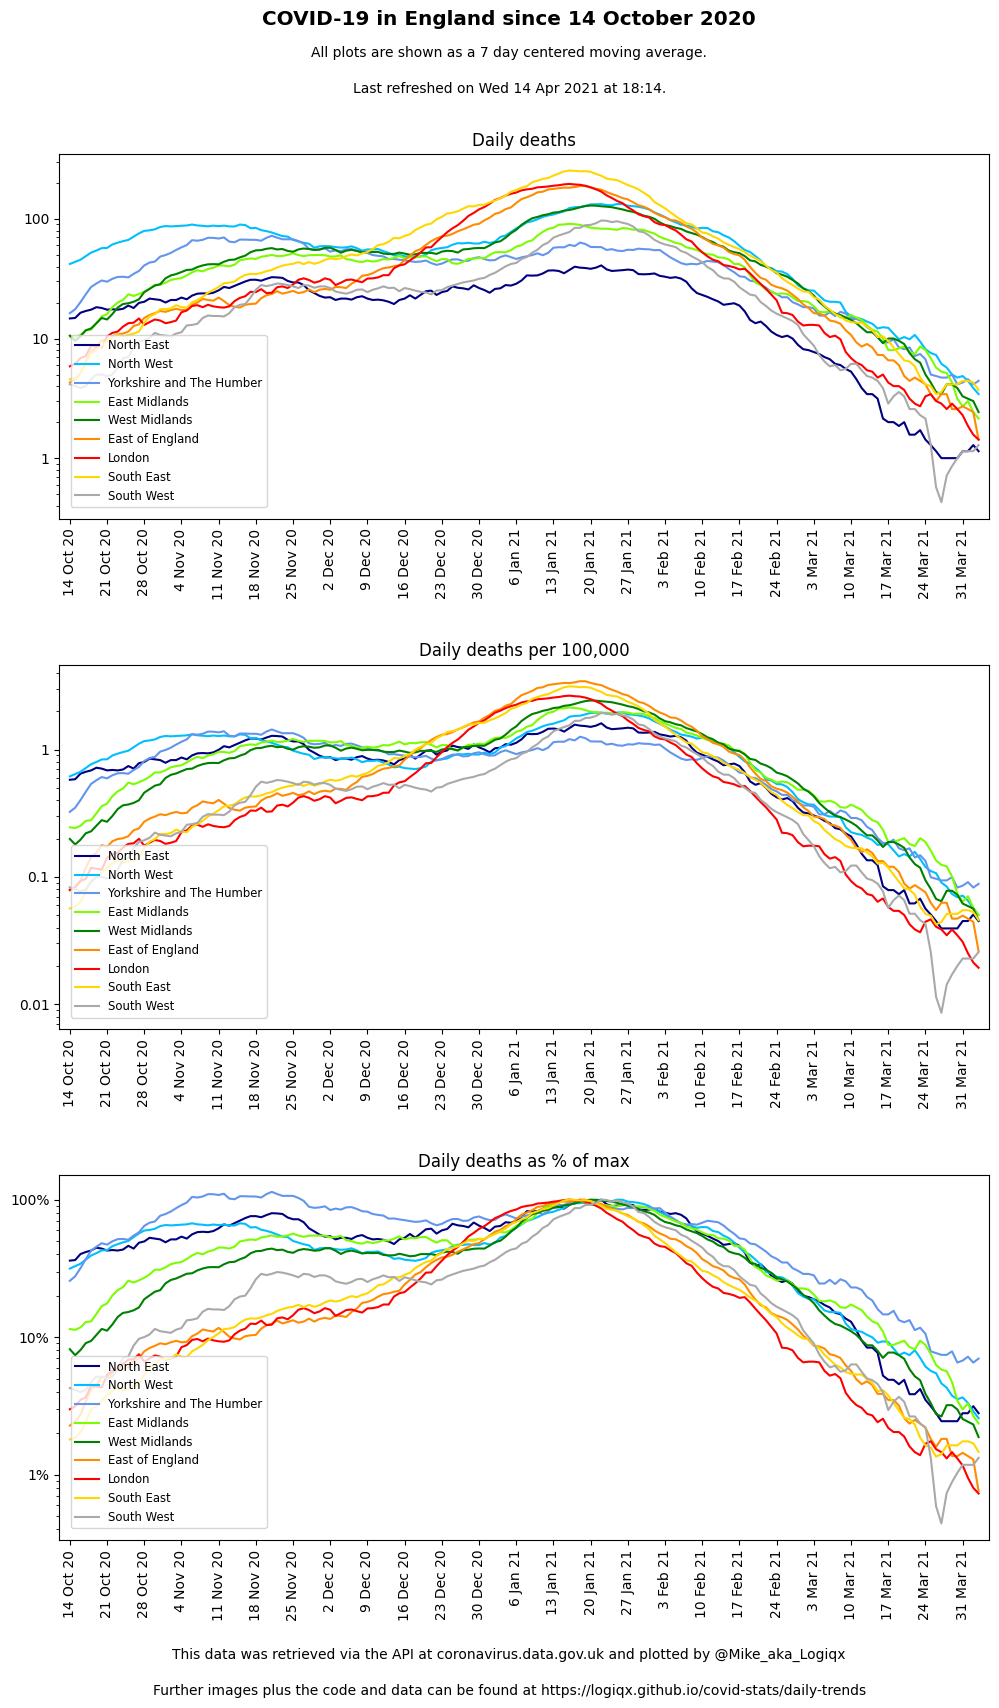 COVID-19 in England since 14 October 2020
All plots are shown as a 7 day centered moving average.
Last refreshed on Wed 14 Apr 2021 at 18:14.
Daily deaths
100
10
1
North East
North West
Yorkshire and The Humber
East Midlands
West Midlands
East of England
London
South East
South West
14 Oct 20
21 Oct 20
28 Oct 20
4 Nov 20
11 Nov 20
18 Nov 20
25 Nov 20
2 Dec 20
9 Dec 20
16 Dec 20
23 Dec 20
30 Dec 20
6 Jan 21
13 Jan 21
20 Jan 21
27 Jan 21
3 Feb 21
10 Feb 21
17 Feb 21
24 Feb 21
3 Mar 21
10 Mar 21
17 Mar 21
24 Mar 21
31 Mar 21
Daily deaths per 100,000
1
0.1
0.01
North East
North West
Yorkshire and The Humber
East Midlands
West Midlands
East of England
London
South East
South West
14 Oct 20
21 Oct 20
28 Oct 20
4 Nov 20
11 Nov 20
18 Nov 20
25 Nov 20
2 Dec 20
9 Dec 20
16 Dec 20
23 Dec 20
30 Dec 20
6 Jan 21
13 Jan 21
20 Jan 21
27 Jan 21
3 Feb 21
10 Feb 21
17 Feb 21
24 Feb 21
3 Mar 21
10 Mar 21
17 Mar 21
24 Mar 21
31 Mar 21
Daily deaths as % of max
100%
10%
1%
North East
North West
Yorkshire and The Humber
East Midlands
West Midlands
East of England
London
South East
South West
14 Oct 20
21 Oct 20
28 Oct 20
4 Nov 20
11 Nov 20
18 Nov 20
25 Nov 20
2 Dec 20
9 Dec 20
16 Dec 20
23 Dec 20
30 Dec 20
6 Jan 21
13 Jan 21
20 Jan 21
27 Jan 21
3 Feb 21
10 Feb 21
17 Feb 21
24 Feb 21
3 Mar 21
10 Mar 21
17 Mar 21
24 Mar 21
31 Mar 21
This data was retrieved via the API at coronavirus.data.gov.uk and plotted by @Mike_aka_Logiqx
Further images plus the code and data can be found at https://logiqx.github.io/covid-stats/daily-trends